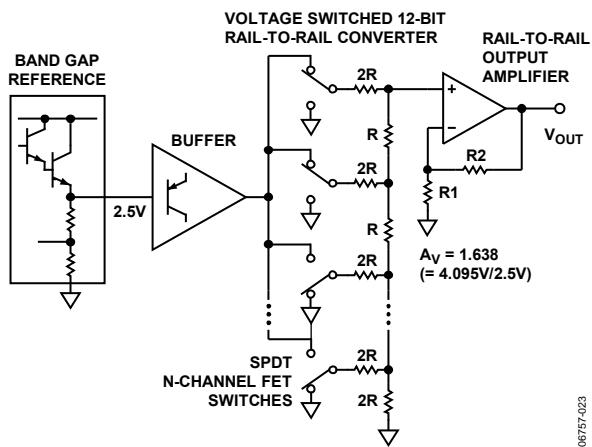 VOLTAGE SWITCHED 12-BIT
RAIL-TO-RAIL CONVERTER
RAIL-TO-RAIL
OUTPUT
AMPLIFIER
BAND GAP
REFERENCE
BUFFER
2.5V
2R
R
2R
R
2R
2R
2R
SPDT
N-CHANNEL FET
SWITCHES
+
–
R2
R1
VOUT
AV = 1.638
(= 4.095V/2.5V)
06757-023